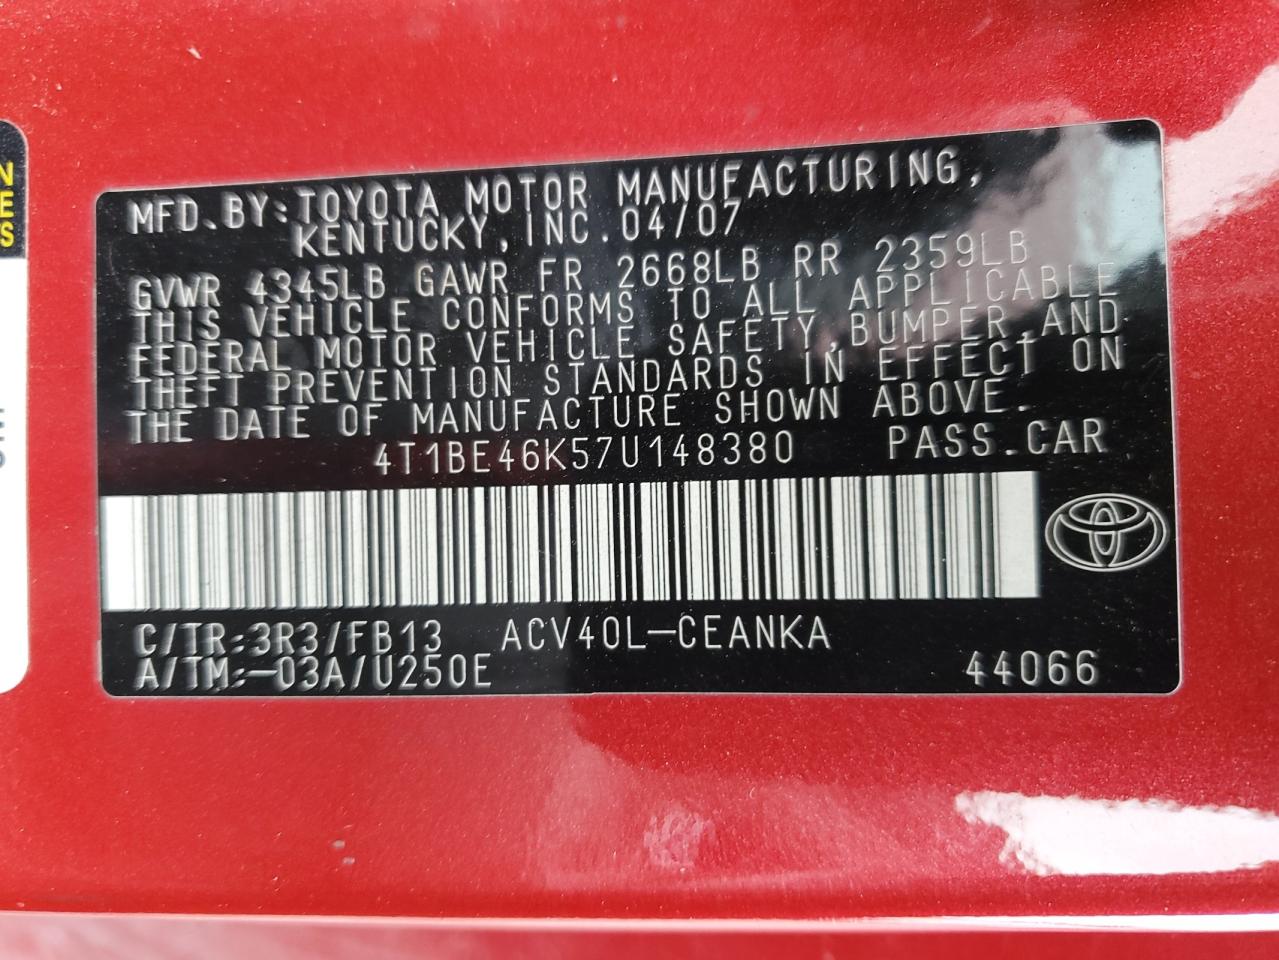 MFD.BY:TOYOTA MOTOR MANUFACTURING,
KENTUCKY,INC.04/07
GVWR 4345LB GAWR FR 2668LB RR 2359LB
THIS VEHICLE CONFORMS TO ALL APPLICABLE
FEDERAL MOTOR VEHICLE SAFETY,BUMPER,AND
THEFT PREVENTION STANDARDS IN EFFECT ON
THE DATE OF MANUFACTURE SHOWN ABOVE.
4T1BE46K57U148380 PASS.CAR
C/TR:3R3/FB13 ACV40L-CEANKA
A/TM:-03A/U250E 44066